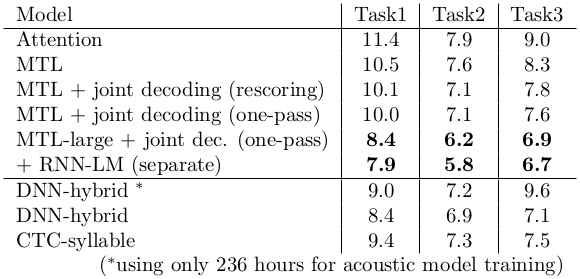 Model Task1 Task2 Task3
Attention 11.4 7.9 9.0
MTL 10.5 7.6 8.3
MTL + joint decoding (rescoring) 10.1 7.1 7.8
MTL + joint decoding (one-pass) 10.0 7.1 7.6
MTL-large + joint dec. (one-pass) 8.4 6.2 6.9
+ RNN-LM (separate) 7.9 5.8 6.7
DNN-hybrid * 9.0 7.2 9.6
DNN-hybrid 8.4 6.9 7.1
CTC-syllable 9.4 7.3 7.5
(*using only 236 hours for acoustic model training)